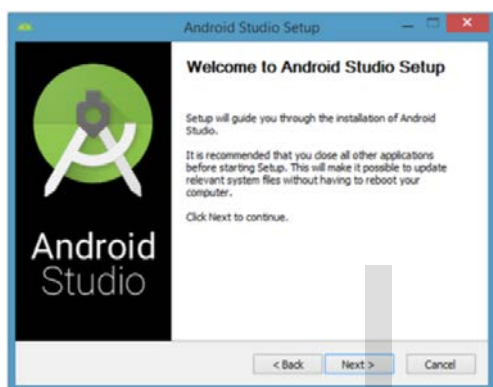 Android Studio Setup
Welcome to Android Studio Setup
Setup will guide you through the installation of Android
Studio.
It is recommended that you close all other applications
before starting Setup. This will make it possible to update
relevant system files without having to reboot your
computer.
Click Next to continue.
Android
Studio
< Back Next > Cancel